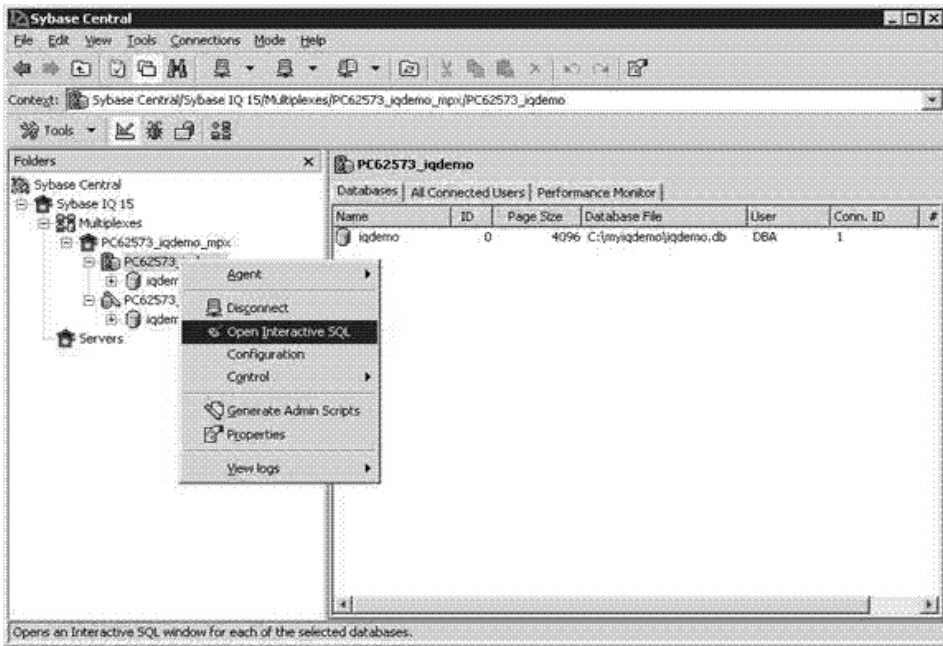 Sybase Central
File Edit View Tools Connections Mode Help
Context: Sybase Central/Sybase IQ 15/Multiplexes/PC62573_iqdemo_mpx/PC62573_iqdemo
Tools
Folders
Sybase Central
Sybase IQ 15
Multiplexes
PC62573_iqdemo_mpx
PC62573_
iqdem
PC62573_
iqdem
Servers
Agent
Disconnect
Open Interactive SQL
Configuration
Control
Generate Admin Scripts
Properties
View logs
PC62573_iqdemo
Databases All Connected Users Performance Monitor
Name ID Page Size Database File User Conn. ID #
iqdemo 0 4096 C:\myiqdemo\iqdemo.db DBA 1
Opens an Interactive SQL window for each of the selected databases.